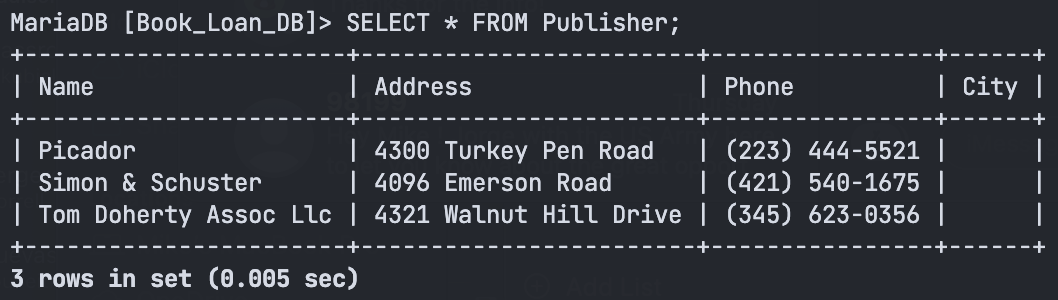 MariaDB [Book_Loan_DB]> SELECT * FROM Publisher;
+-----------------------+------------------------+----------------+------+
| Name                  | Address                | Phone          | City |
+-----------------------+------------------------+----------------+------+
| Picador               | 4300 Turkey Pen Road   | (223) 444-5521 |      |
| Simon & Schuster      | 4096 Emerson Road      | (421) 540-1675 |      |
| Tom Doherty Assoc Llc | 4321 Walnut Hill Drive | (345) 623-0356 |      |
+-----------------------+------------------------+----------------+------+
3 rows in set (0.005 sec)